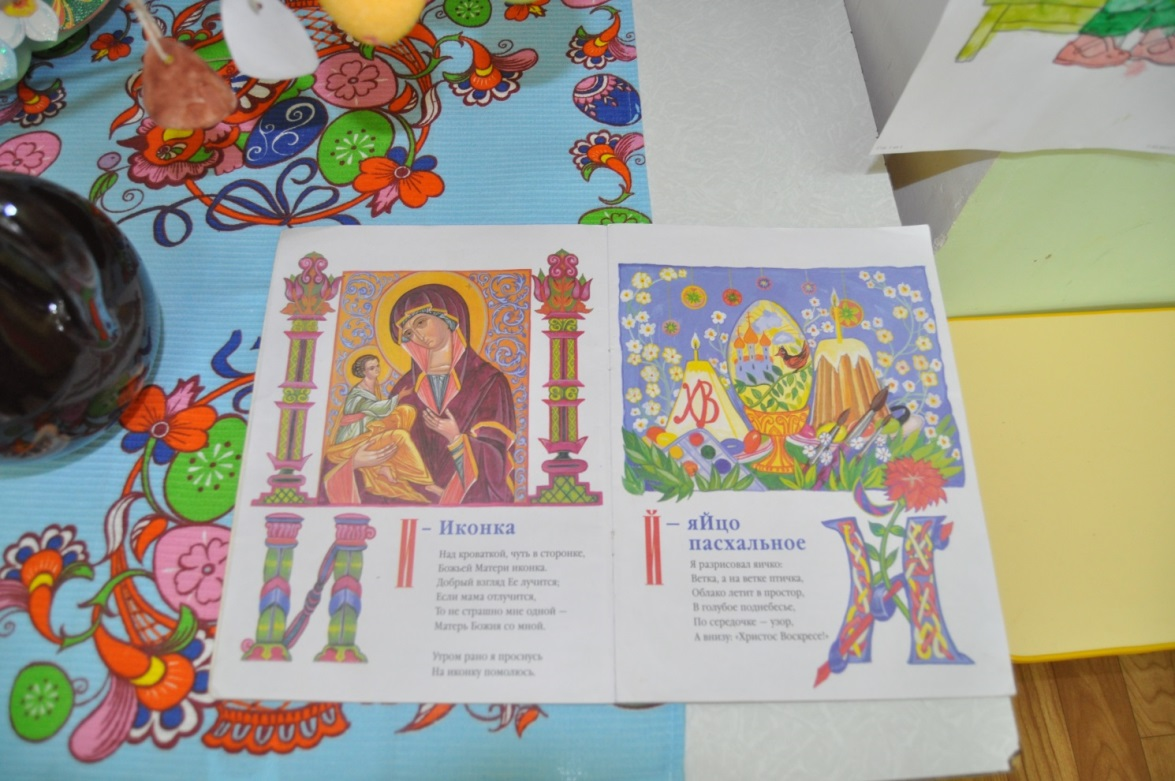 ХВ
И
И – Иконка
Над кроваткой, чуть в сторонке,
Божьей Матери иконка.
Добрый взгляд Ее лучится;
Если мама отлучится,
То не страшно мне одной –
Матерь Божия со мной.
Утром рано я проснусь
На иконку помолюсь.
Й – яЙцо
пасхальное
Я разрисовал яичко:
Ветка, а на ветке птичка,
Облако летит в простор,
В голубое поднебесье,
По середочке – узор,
А внизу: «Христос Воскресе!»
Й